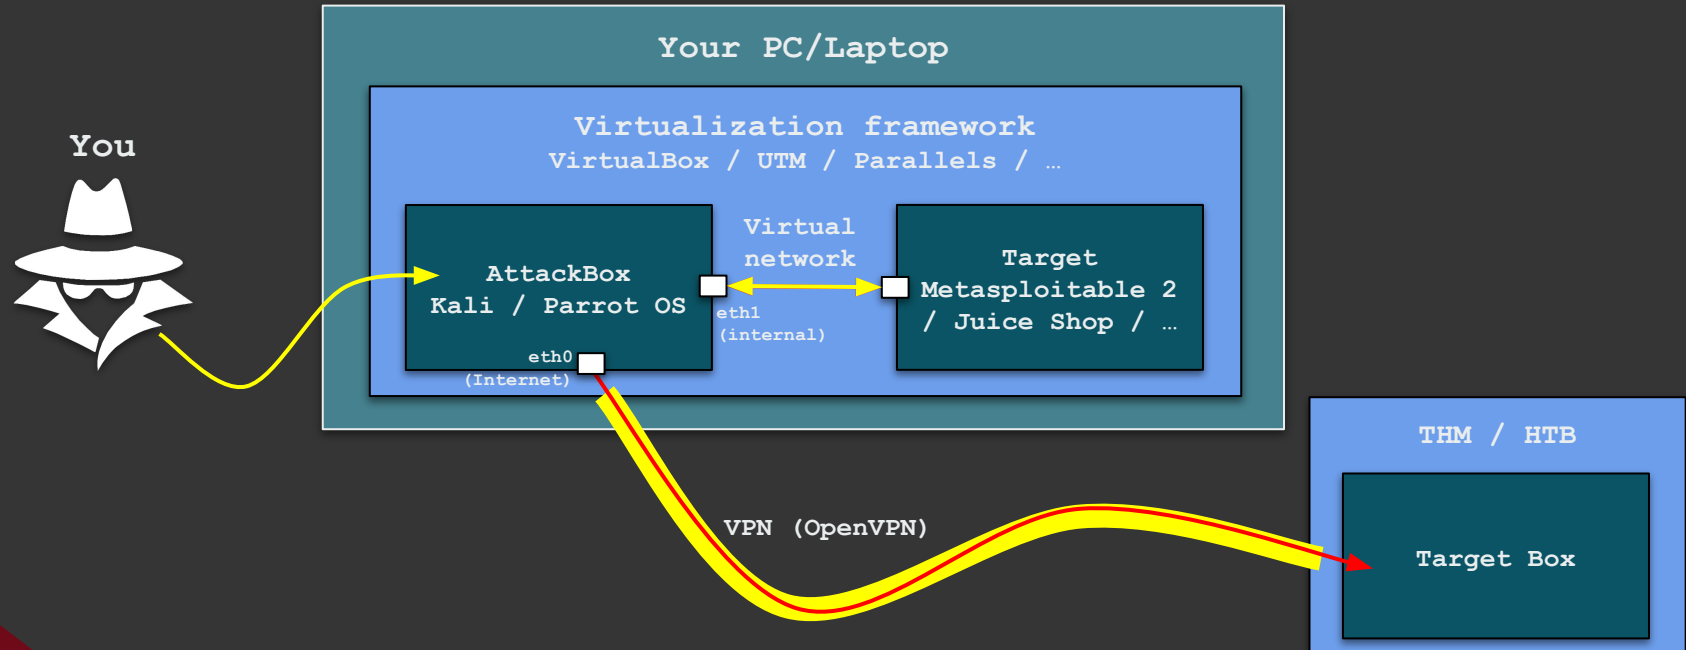 Your PC/Laptop
Virtualization framework
VirtualBox / UTM / Parallels / …
You
Virtual
network
AttackBox
Kali / Parrot OS
Target
Metasploitable 2
/ Juice Shop / …
eth1
(internal)
eth0
(Internet)
THM / HTB
VPN (OpenVPN)
Target Box